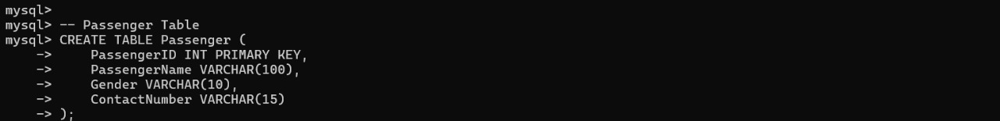 mysql>
mysql> -- Passenger Table
mysql> CREATE TABLE Passenger (
    ->     PassengerID INT PRIMARY KEY,
    ->     PassengerName VARCHAR(100),
    ->     Gender VARCHAR(10),
    ->     ContactNumber VARCHAR(15)
    -> );